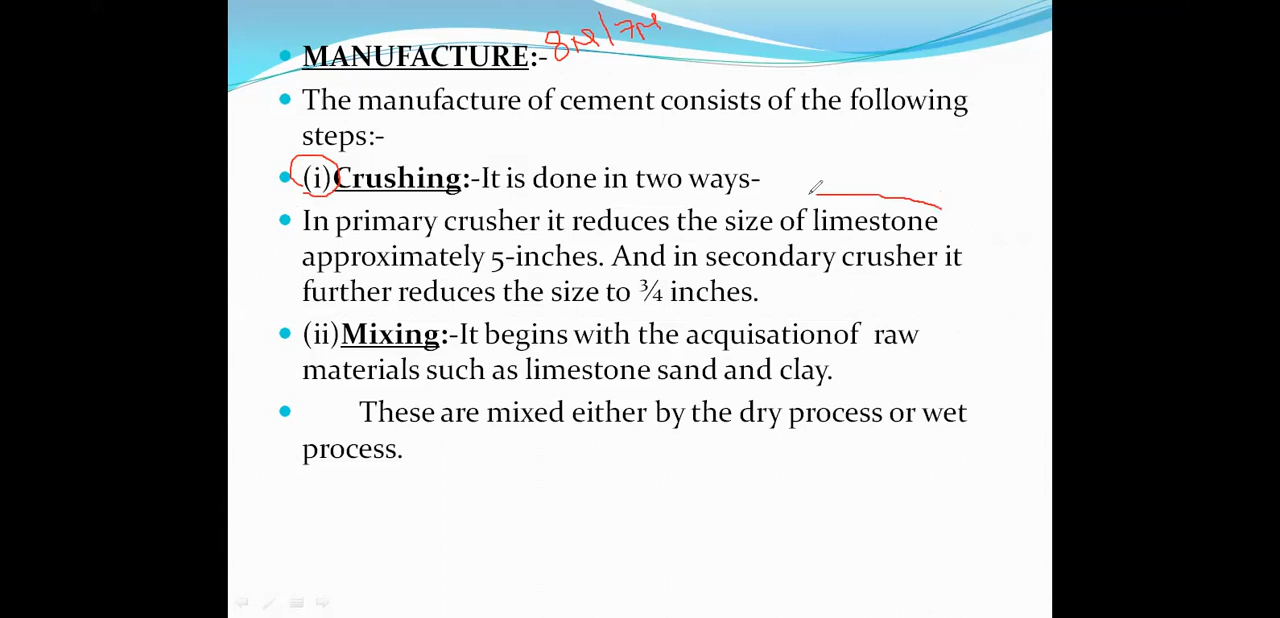 MANUFACTURE:- 8M/7M
The manufacture of cement consists of the following
steps:-
(i)Crushing:-It is done in two ways-
In primary crusher it reduces the size of limestone
approximately 5-inches. And in secondary crusher it
further reduces the size to ¾ inches.
(ii)Mixing:-It begins with the acquisationof raw
materials such as limestone sand and clay.
These are mixed either by the dry process or wet
process.